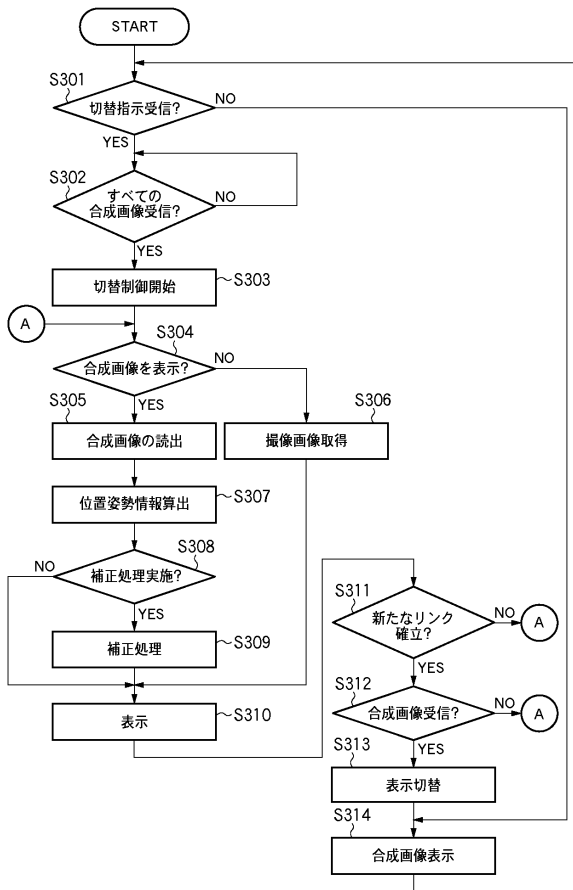 START
S301
切替指示受信?
NO
YES
S302
すべての
合成画像受信?
NO
YES
切替制御開始
S303
A
S304
合成画像を表示?
NO
YES
S305
合成画像の読出
S306
撮像画像取得
位置姿勢情報算出
S307
S308
NO
補正処理実施?
YES
補正処理
S309
表示
S310
S311
新たなリンク
確立?
NO
A
YES
S312
合成画像受信?
NO
A
YES
S313
表示切替
S314
合成画像表示